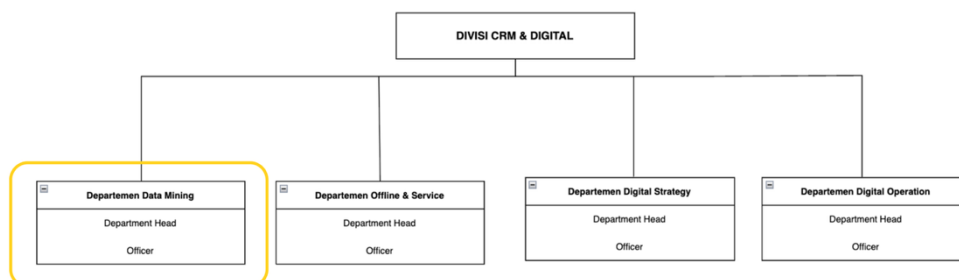 DIVISI CRM & DIGITAL
Departemen Data Mining
Department Head
Officer
Departemen Offline & Service
Department Head
Officer
Departemen Digital Strategy
Department Head
Officer
Departemen Digital Operation
Department Head
Officer